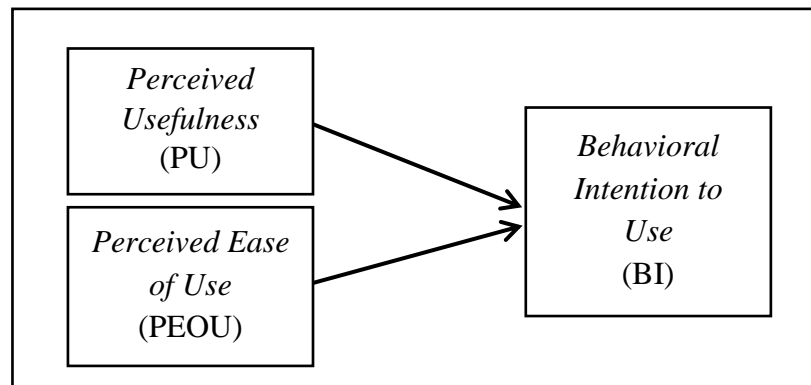 Perceived
Usefulness
(PU)
Perceived Ease
of Use
(PEOU)
Behavioral
Intention to
Use
(BI)